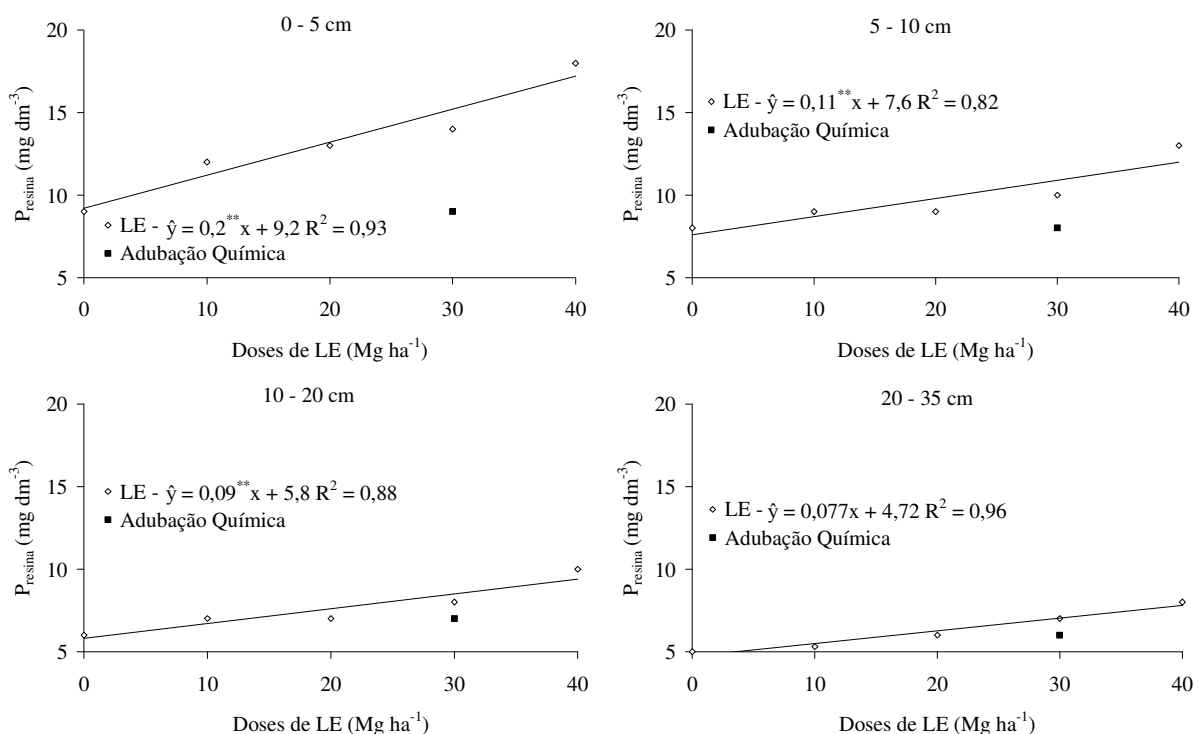 0 - 5 cm
20
15
10
5
P_resina (mg dm⁻³)
LE - ŷ = 0,2**x + 9,2 R² = 0,93
Adubação Química
0 10 20 30 40
Doses de LE (Mg ha⁻¹)
5 - 10 cm
20
15
10
5
P_resina (mg dm⁻³)
LE - ŷ = 0,11**x + 7,6 R² = 0,82
Adubação Química
0 10 20 30 40
Doses de LE (Mg ha⁻¹)
10 - 20 cm
20
15
10
5
P_resina (mg dm⁻³)
LE - ŷ = 0,09**x + 5,8 R² = 0,88
Adubação Química
0 10 20 30 40
Doses de LE (Mg ha⁻¹)
20 - 35 cm
20
15
10
5
P_resina (mg dm⁻³)
LE - ŷ = 0,077x + 4,72 R² = 0,96
Adubação Química
0 10 20 30 40
Doses de LE (Mg ha⁻¹)